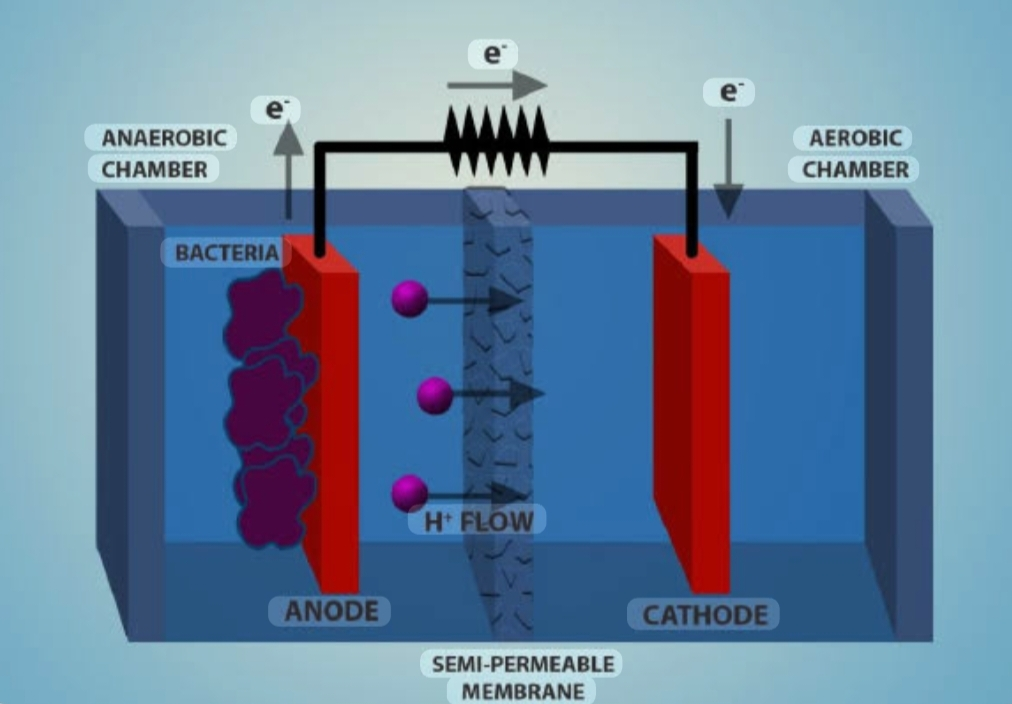 e⁻
e⁻
e⁻
ANAEROBIC
CHAMBER
AEROBIC
CHAMBER
BACTERIA
H⁺ FLOW
ANODE
CATHODE
SEMI-PERMEABLE
MEMBRANE